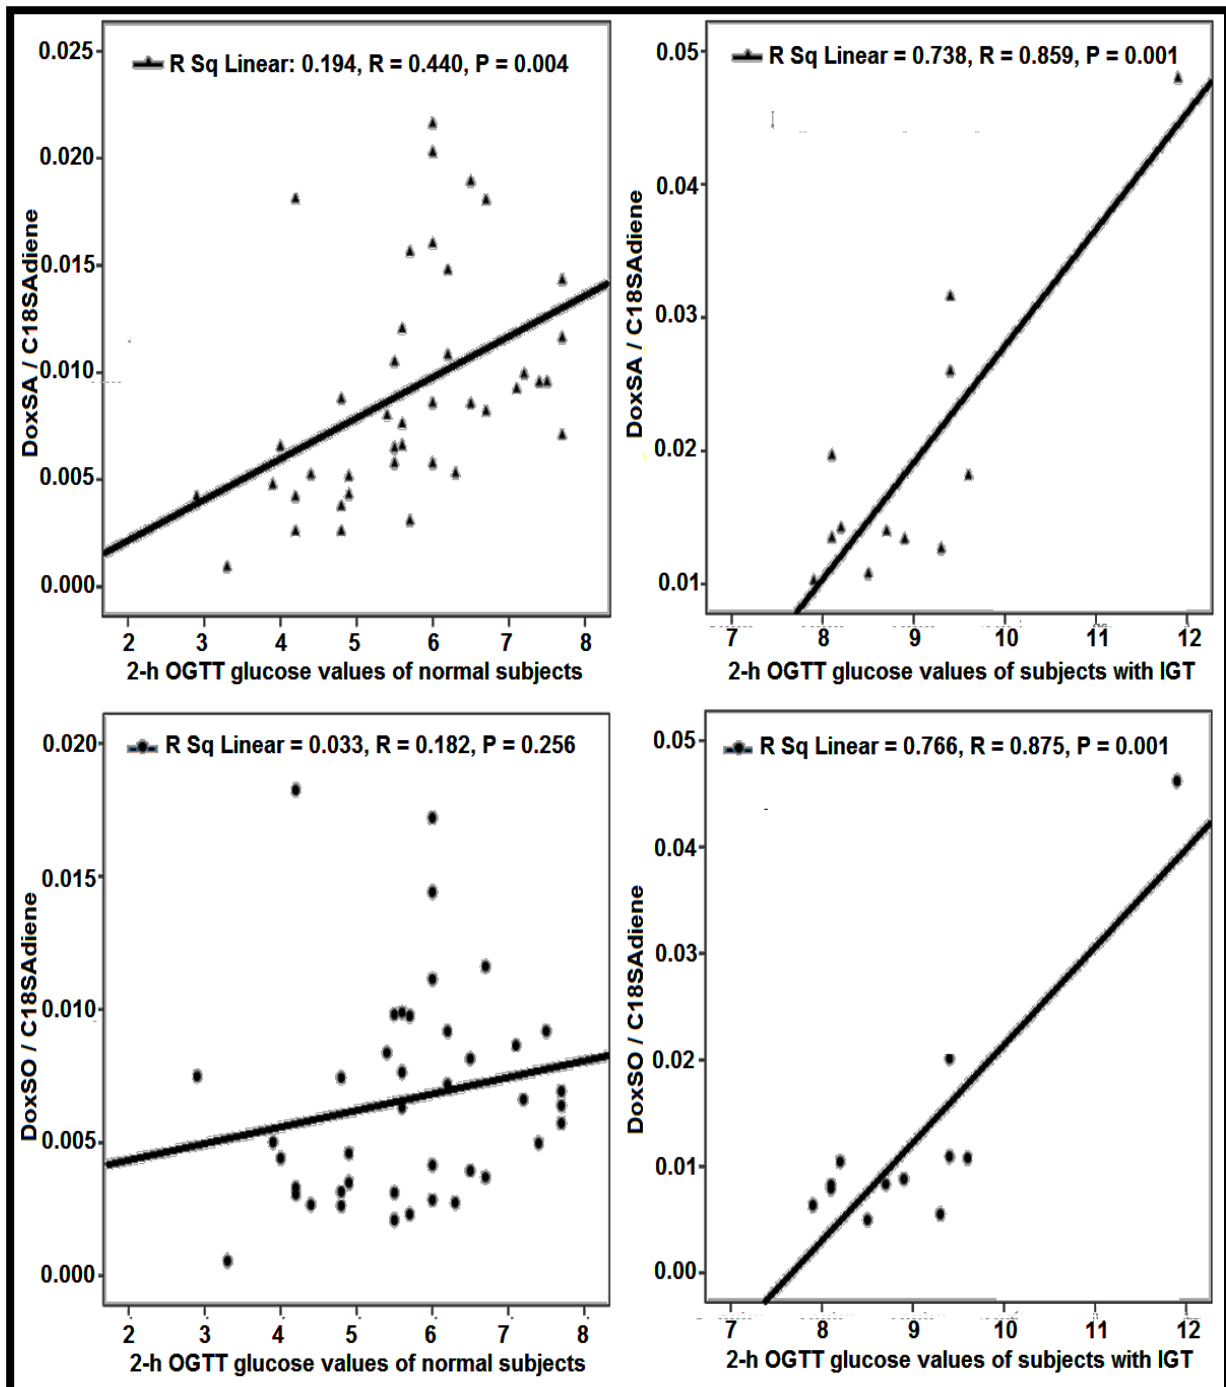 R Sq Linear: 0.194, R = 0.440, P = 0.004
DoxSA / C18SAdiene
0.025
0.020
0.015
0.010
0.005
0.000
2 3 4 5 6 7 8
2-h OGTT glucose values of normal subjects
R Sq Linear = 0.738, R = 0.859, P = 0.001
DoxSA / C18SAdiene
0.05
0.04
0.03
0.02
0.01
7 8 9 10 11 12
2-h OGTT glucose values of subjects with IGT
R Sq Linear = 0.033, R = 0.182, P = 0.256
DoxSO / C18SAdiene
0.020
0.015
0.010
0.005
0.000
2 3 4 5 6 7 8
2-h OGTT glucose values of normal subjects
R Sq Linear = 0.766, R = 0.875, P = 0.001
DoxSO / C18SAdiene
0.05
0.04
0.03
0.02
0.01
0.00
7 8 9 10 11 12
2-h OGTT glucose values of subjects with IGT